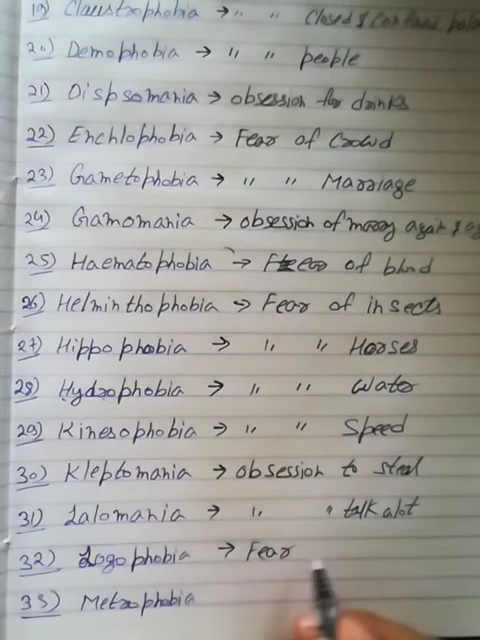 19) Claustrophobia → " " Closed & Confined
20) Demophobia → " " people
21) Dispsomania → obsession for drinks
22) Enchlophobia → Fear of Crowd
23) Gametophobia → " " Marriage
24) Gamomania → obsession of marry again &
25) Haematophobia → Fear of blood
26) Helminthophobia → Fear of insects
27) Hippophobia → " " Horses
28) Hydrophobia → " " Water
29) Kinesophobia → " " Speed
30) Kleptomania → obsession to steal
31) Lalomania → " " talk alot
32) Logophobia → Fear
33) Metrophobia